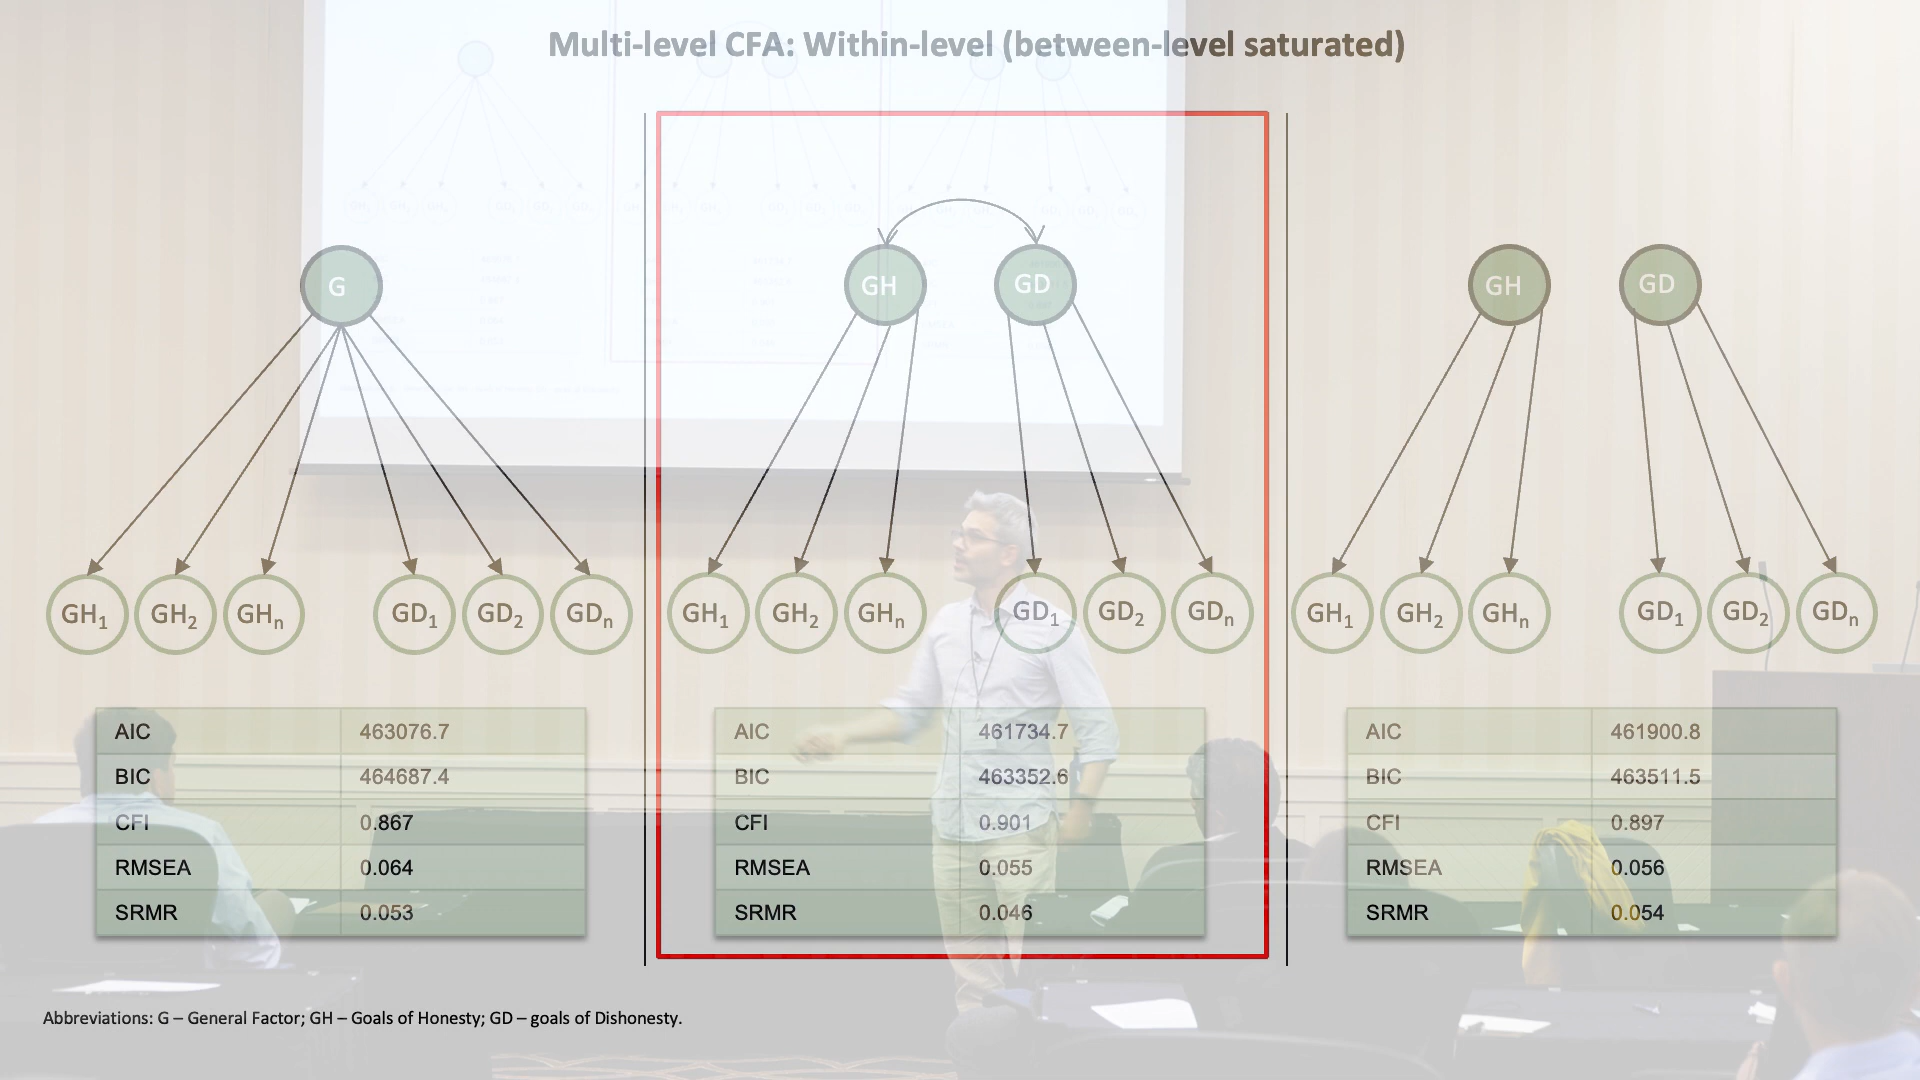 Multi-level CFA: Within-level (between-level saturated)
G
GH1 GH2 GHn GD1 GD2 GDn
AIC 463076.7
BIC 464687.4
CFI 0.867
RMSEA 0.064
SRMR 0.053
GH GD
GH1 GH2 GHn GD1 GD2 GDn
AIC 461734.7
BIC 463352.6
CFI 0.901
RMSEA 0.055
SRMR 0.046
GH GD
GH1 GH2 GHn GD1 GD2 GDn
AIC 461900.8
BIC 463511.5
CFI 0.897
RMSEA 0.056
SRMR 0.054
Abbreviations: G – General Factor; GH – Goals of Honesty; GD – goals of Dishonesty.